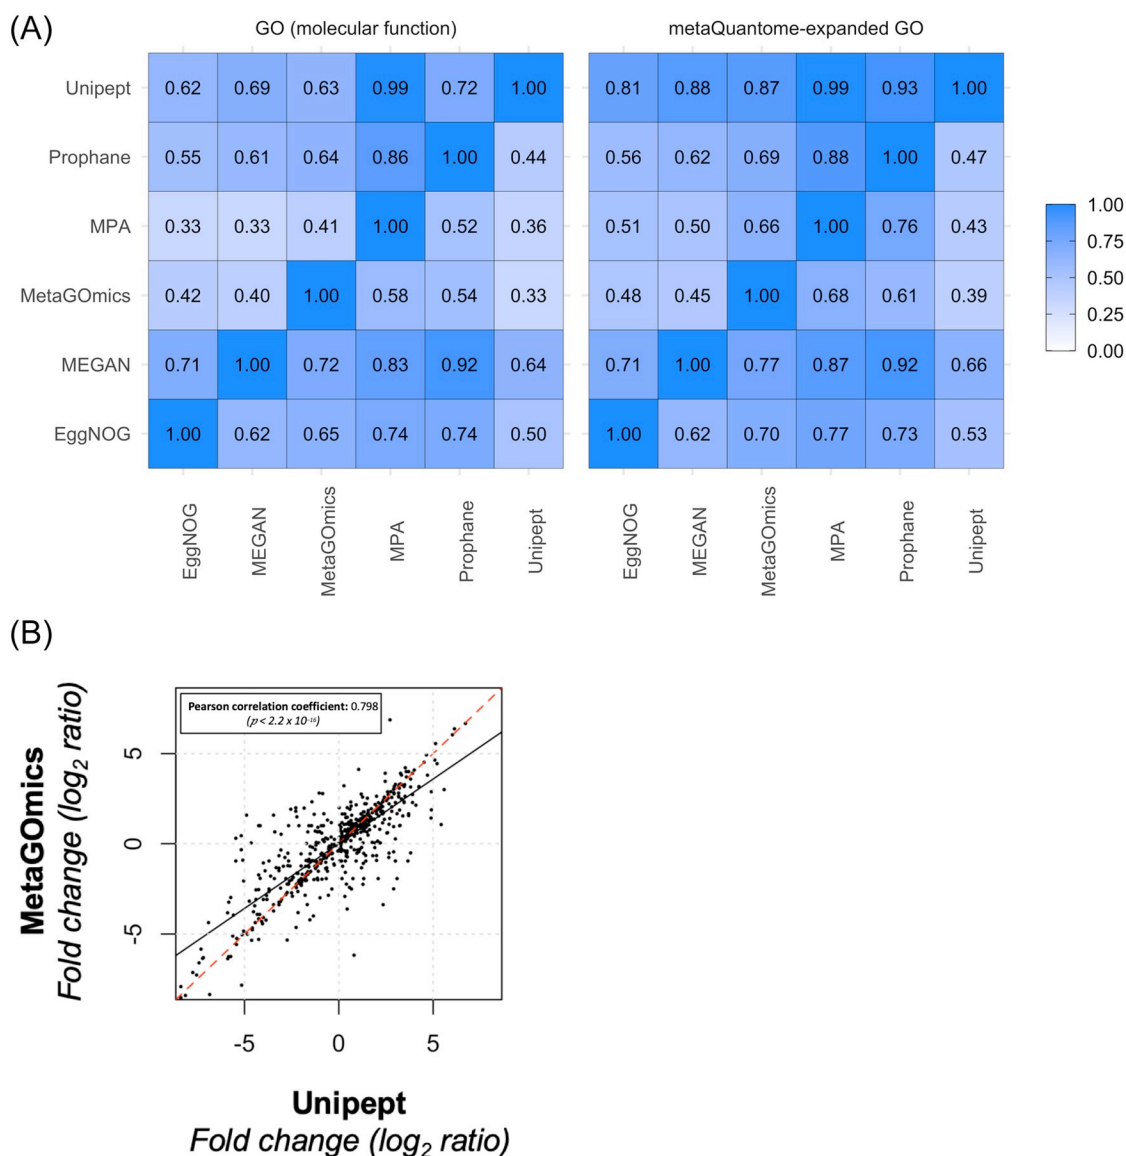 (A)
GO (molecular function)
metaQuantome-expanded GO
Unipept 0.62 0.69 0.63 0.99 0.72 1.00 0.81 0.88 0.87 0.99 0.93 1.00
Prophane 0.55 0.61 0.64 0.86 1.00 0.44 0.56 0.62 0.69 0.88 1.00 0.47
MPA 0.33 0.33 0.41 1.00 0.52 0.36 0.51 0.50 0.66 1.00 0.76 0.43
MetaGOmics 0.42 0.40 1.00 0.58 0.54 0.33 0.48 0.45 1.00 0.68 0.61 0.39
MEGAN 0.71 1.00 0.72 0.83 0.92 0.64 0.71 1.00 0.77 0.87 0.92 0.66
EggNOG 1.00 0.62 0.65 0.74 0.74 0.50 1.00 0.62 0.70 0.77 0.73 0.53
EggNOG MEGAN MetaGOmics MPA Prophane Unipept
EggNOG MEGAN MetaGOmics MPA Prophane Unipept
1.00
0.75
0.50
0.25
0.00
(B)
Pearson correlation coefficient: 0.798
(p < 2.2 x 10⁻¹⁶)
MetaGOmics
Fold change (log₂ ratio)
5
0
-5
-5 0 5
Unipept
Fold change (log₂ ratio)